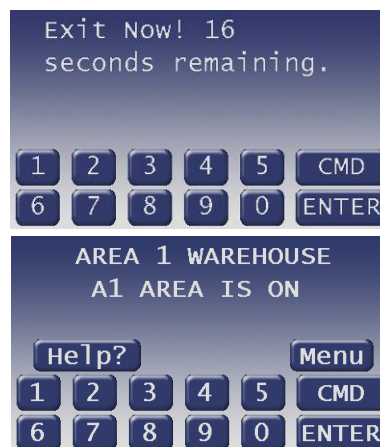 Exit Now! 16
seconds remaining.
1 2 3 4 5 CMD
6 7 8 9 0 ENTER
AREA 1 WAREHOUSE
A1 AREA IS ON
Help? Menu
1 2 3 4 5 CMD
6 7 8 9 0 ENTER